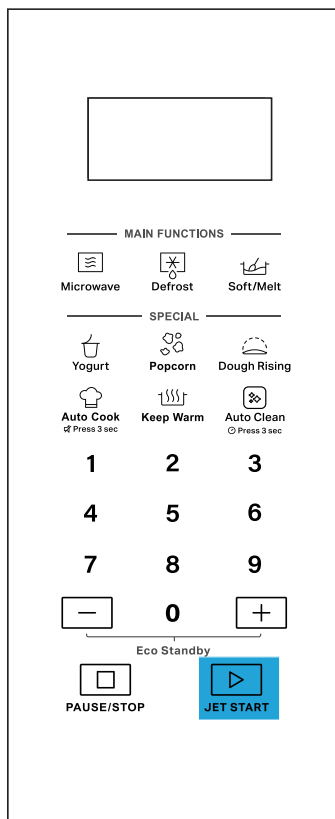 MAIN FUNCTIONS
Microwave Defrost Soft/Melt
SPECIAL
Yogurt Popcorn Dough Rising
Auto Cook Keep Warm Auto Clean
Press 3 sec Press 3 sec
1 2 3
4 5 6
7 8 9
− 0 +
Eco Standby
PAUSE/STOP JET START